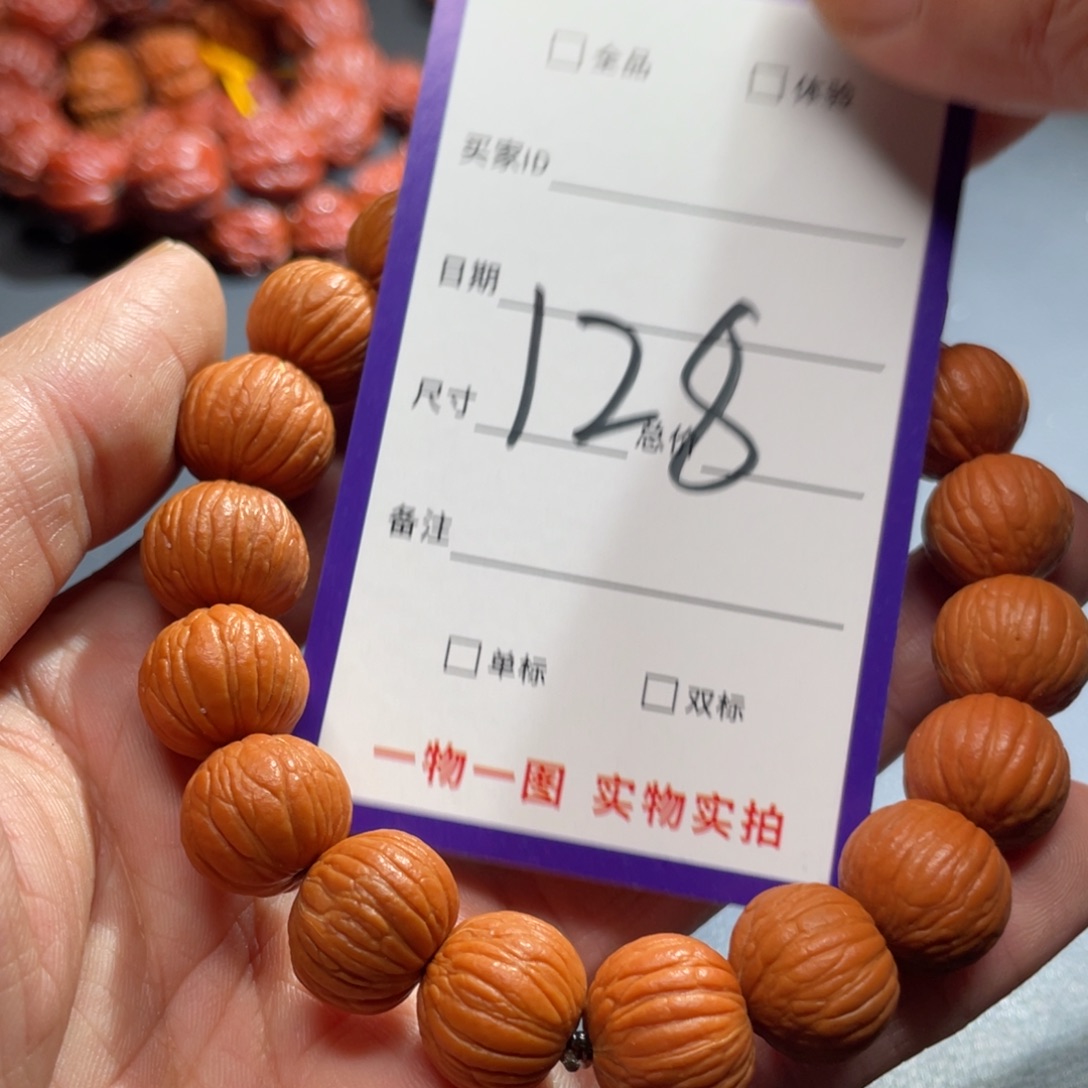 □ 全品 □ 体验
买家ID
日期
128
尺寸 总价
备注
□ 单标 □ 双标
一物一图 实物实拍